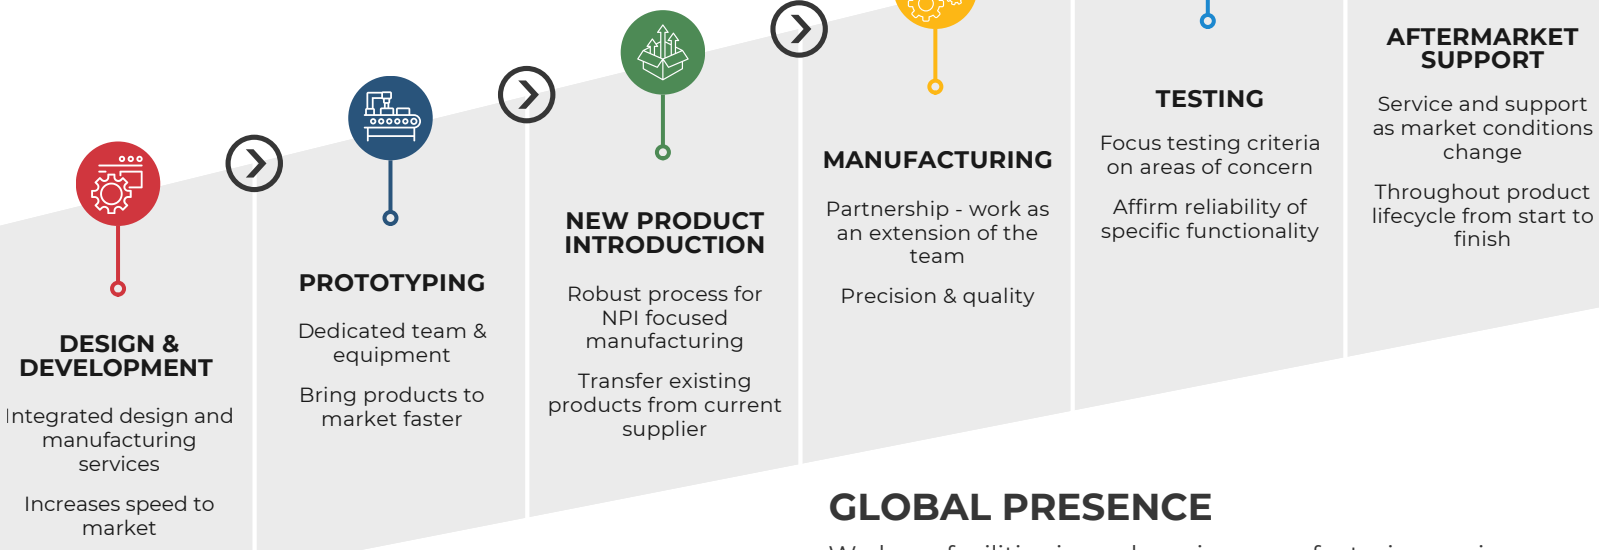 DESIGN &
DEVELOPMENT
Integrated design and
manufacturing
services
Increases speed to
market
PROTOTYPING
Dedicated team &
equipment
Bring products to
market faster
NEW PRODUCT
INTRODUCTION
Robust process for
NPI focused
manufacturing
Transfer existing
products from current
supplier
MANUFACTURING
Partnership - work as
an extension of the
team
Precision & quality
TESTING
Focus testing criteria
on areas of concern
Affirm reliability of
specific functionality
AFTERMARKET
SUPPORT
Service and support
as market conditions
change
Throughout product
lifecycle from start to
finish
GLOBAL PRESENCE